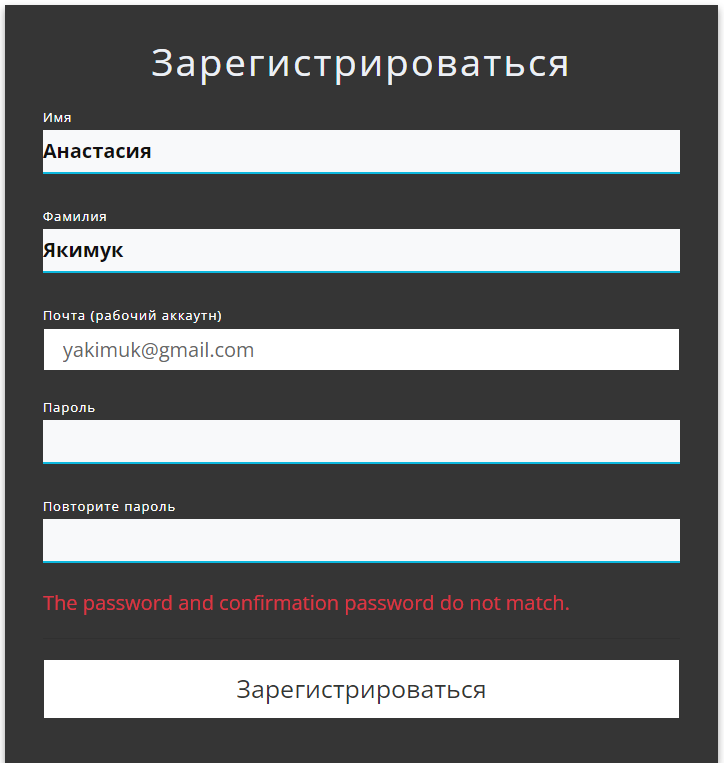 Зарегистрироваться
Имя
Анастасия
Фамилия
Якимук
Почта (рабочий аккаутн)
yakimuk@gmail.com
Пароль
Повторите пароль
The password and confirmation password do not match.
Зарегистрироваться